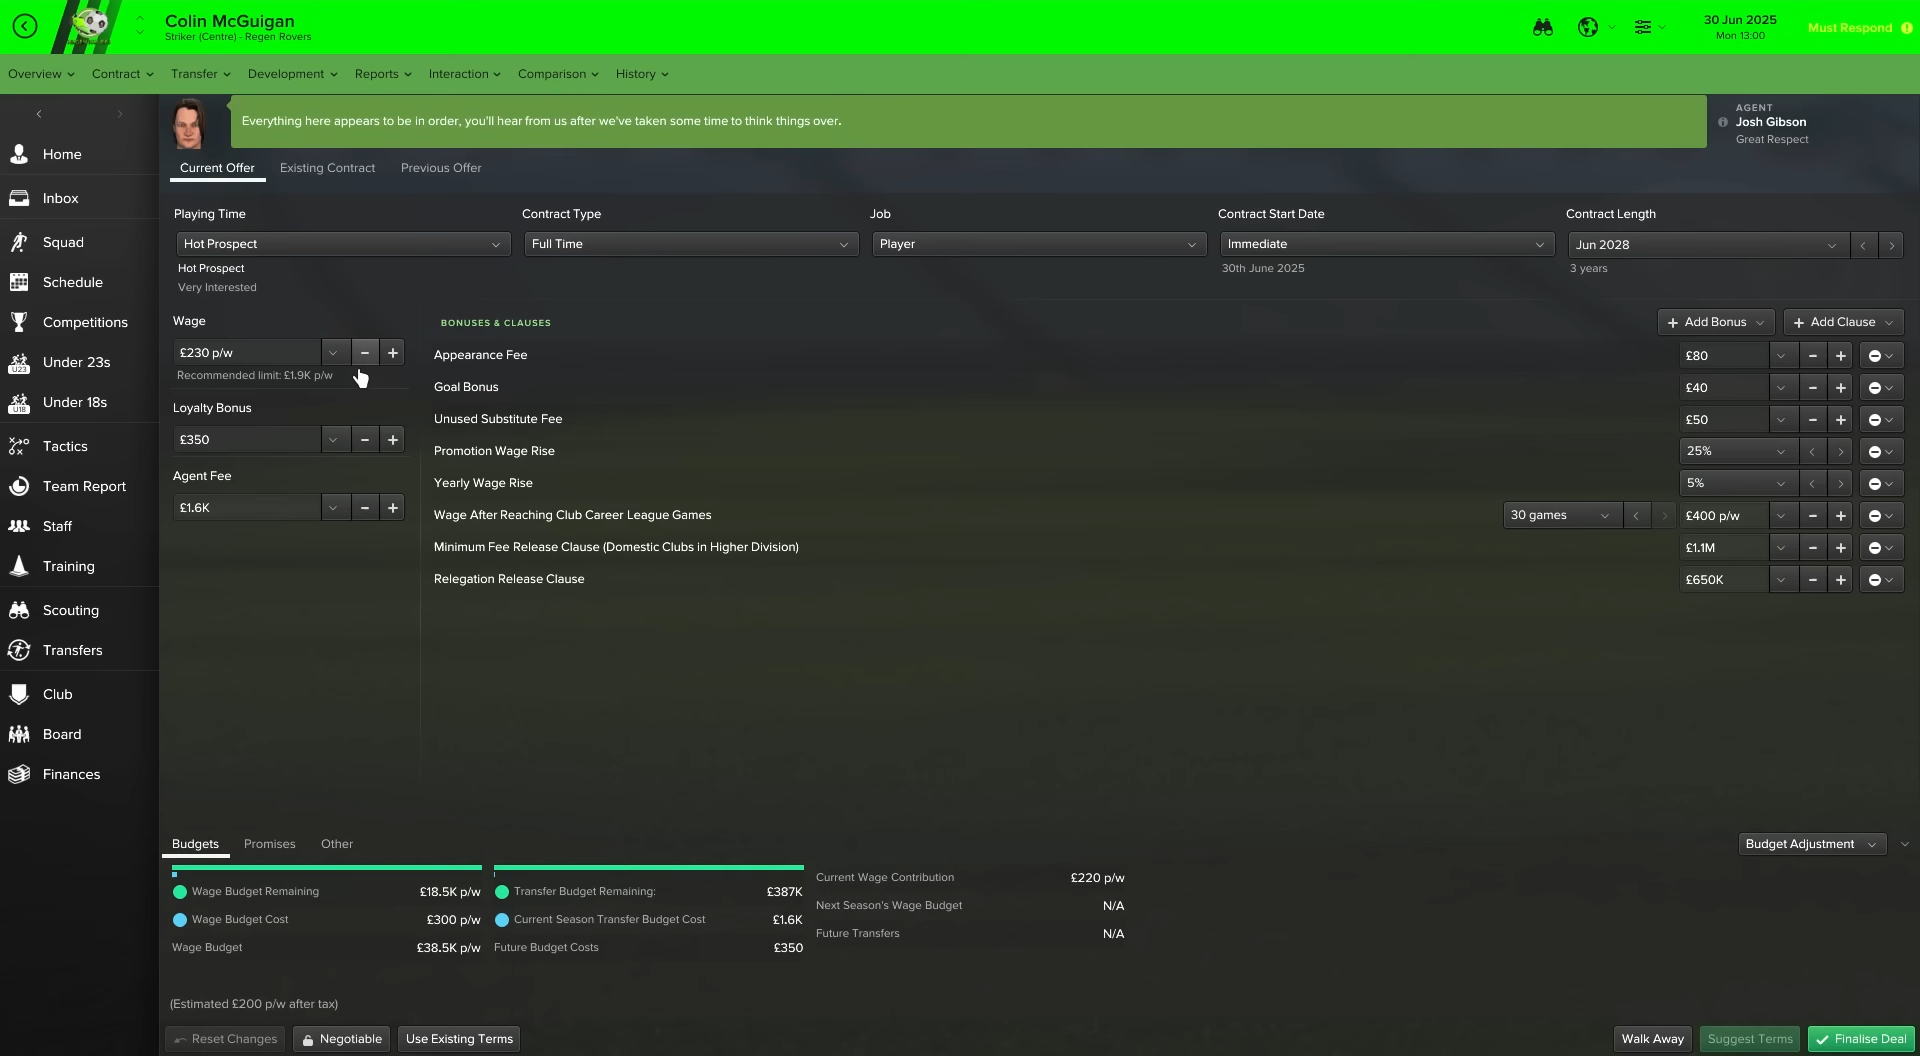 Colin McGuigan
Striker (Centre) - Regen Rovers
30 Jun 2025
Mon 13:00
Must Respond
Overview
Contract
Transfer
Development
Reports
Interaction
Comparison
History
Home
Inbox
Squad
Schedule
Competitions
Under 23s
U23
Under 18s
U18
Tactics
Team Report
Staff
Training
Scouting
Transfers
Club
Board
Finances
Everything here appears to be in order, you'll hear from us after we've taken some time to think things over.
AGENT
Josh Gibson
Great Respect
Current Offer
Existing Contract
Previous Offer
Playing Time
Contract Type
Job
Contract Start Date
Contract Length
Hot Prospect
Full Time
Player
Immediate
Jun 2028
Hot Prospect
30th June 2025
3 years
Very Interested
Wage
£230 p/w
Recommended limit: £1.9K p/w
Loyalty Bonus
£350
Agent Fee
£1.6K
BONUSES & CLAUSES
Add Bonus
Add Clause
Appearance Fee
£80
Goal Bonus
£40
Unused Substitute Fee
£50
Promotion Wage Rise
25%
Yearly Wage Rise
5%
Wage After Reaching Club Career League Games
30 games
£400 p/w
Minimum Fee Release Clause (Domestic Clubs in Higher Division)
£1.1M
Relegation Release Clause
£650K
Budgets
Promises
Other
Budget Adjustment
Wage Budget Remaining
£18.5K p/w
Wage Budget Cost
£300 p/w
Wage Budget
£38.5K p/w
Transfer Budget Remaining:
£387K
Current Season Transfer Budget Cost
£1.6K
Future Budget Costs
£350
Current Wage Contribution
£220 p/w
Next Season's Wage Budget
N/A
Future Transfers
N/A
(Estimated £200 p/w after tax)
Reset Changes
Negotiable
Use Existing Terms
Walk Away
Suggest Terms
Finalise Deal